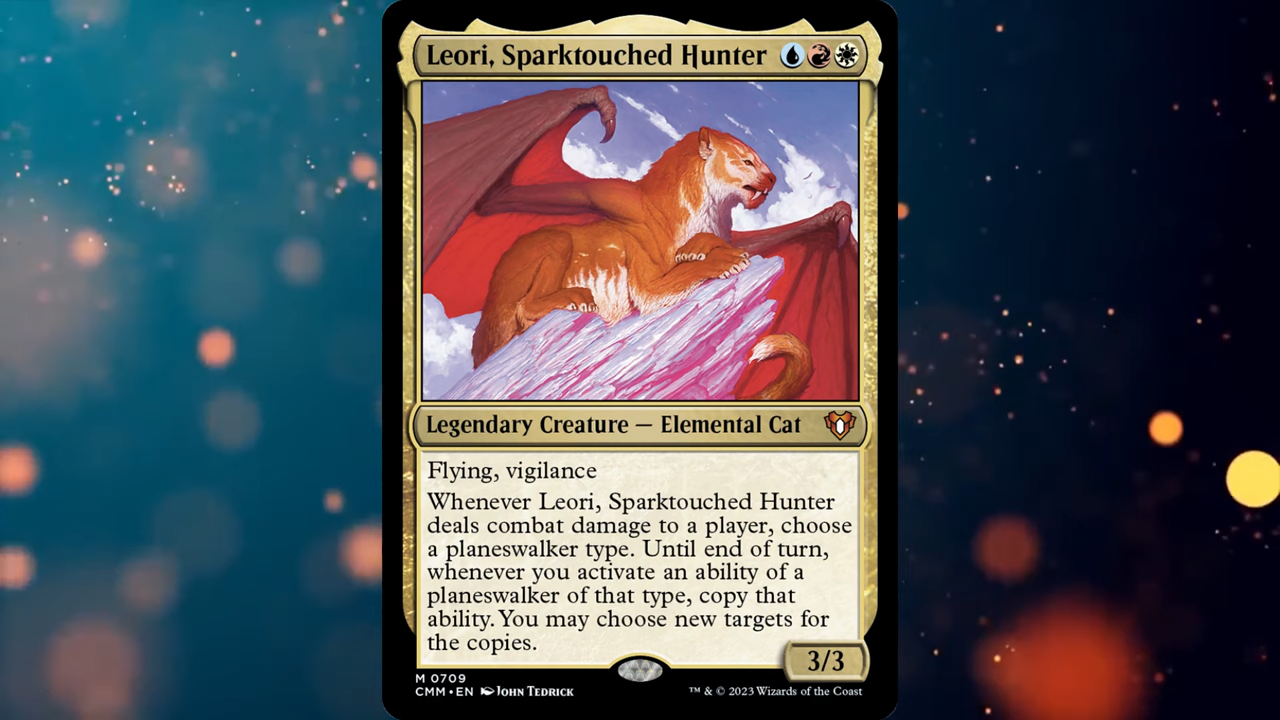 Leori, Sparktouched Hunter
Legendary Creature — Elemental Cat
Flying, vigilance
Whenever Leori, Sparktouched Hunter
deals combat damage to a player, choose
a planeswalker type. Until end of turn,
whenever you activate an ability of a
planeswalker of that type, copy that
ability. You may choose new targets for
the copies.
3/3
M 0709
CMM • EN John Tedrick
™ & © 2023 Wizards of the Coast